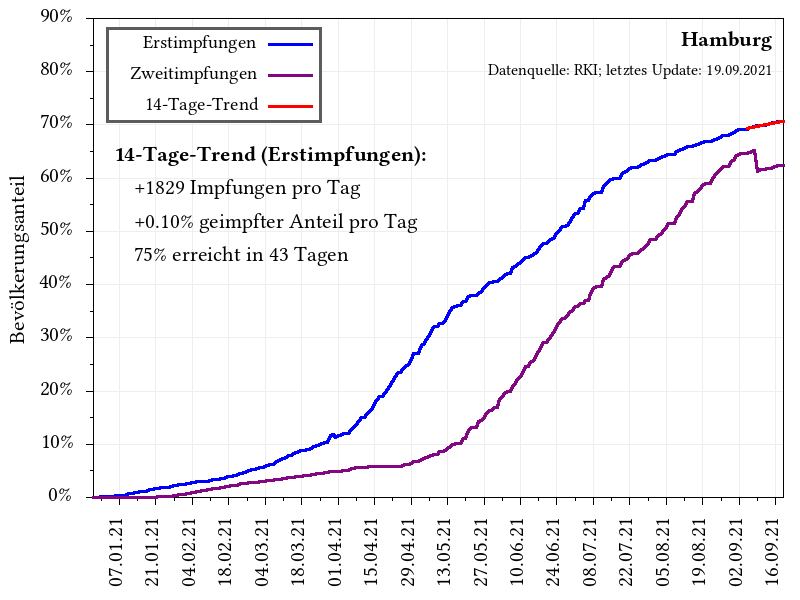 90%
80%
70%
60%
50%
40%
30%
20%
10%
0%
Bevölkerungsanteil
Erstimpfungen
Zweitimpfungen
14-Tage-Trend
Hamburg
Datenquelle: RKI; letztes Update: 19.09.2021
14-Tage-Trend (Erstimpfungen):
+1829 Impfungen pro Tag
+0.10% geimpfter Anteil pro Tag
75% erreicht in 43 Tagen
07.01.21
21.01.21
04.02.21
18.02.21
04.03.21
18.03.21
01.04.21
15.04.21
29.04.21
13.05.21
27.05.21
10.06.21
24.06.21
08.07.21
22.07.21
05.08.21
19.08.21
02.09.21
16.09.21